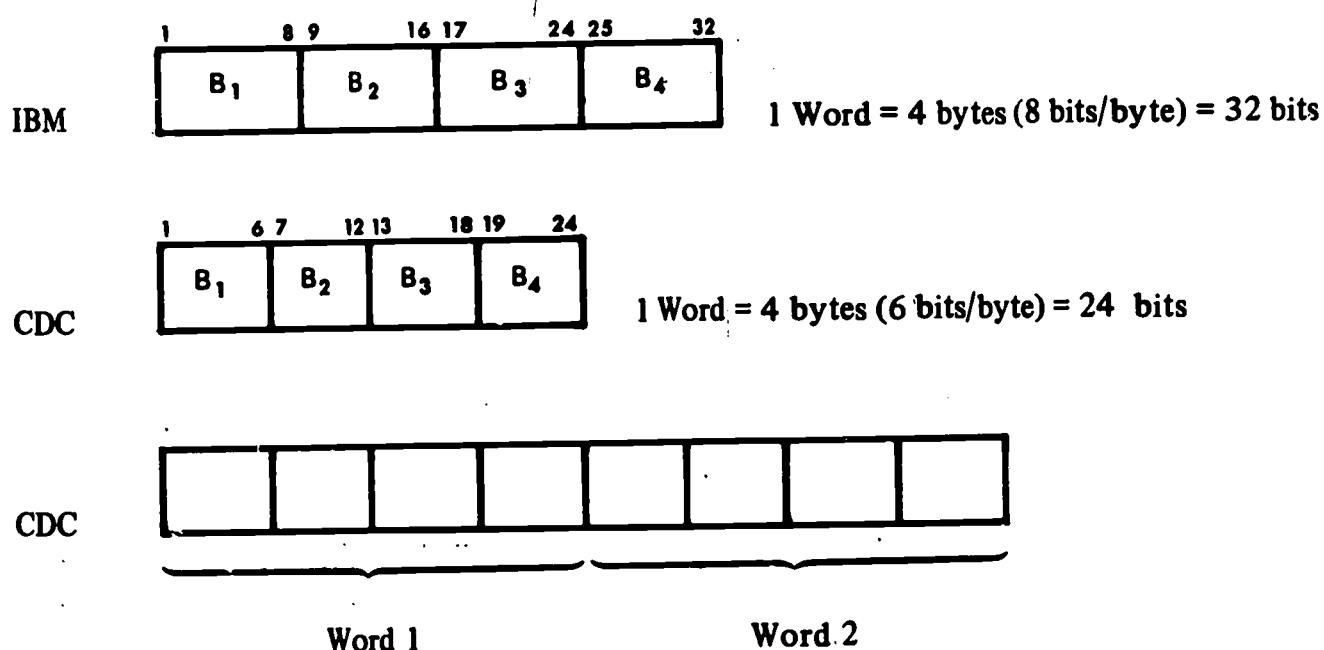 1 8 9 16 17 24 25 32
B1 B2 B3 B4
IBM 1 Word = 4 bytes (8 bits/byte) = 32 bits
1 6 7 12 13 18 19 24
B1 B2 B3 B4
CDC 1 Word = 4 bytes (6 bits/byte) = 24 bits
CDC
Word 1 Word 2